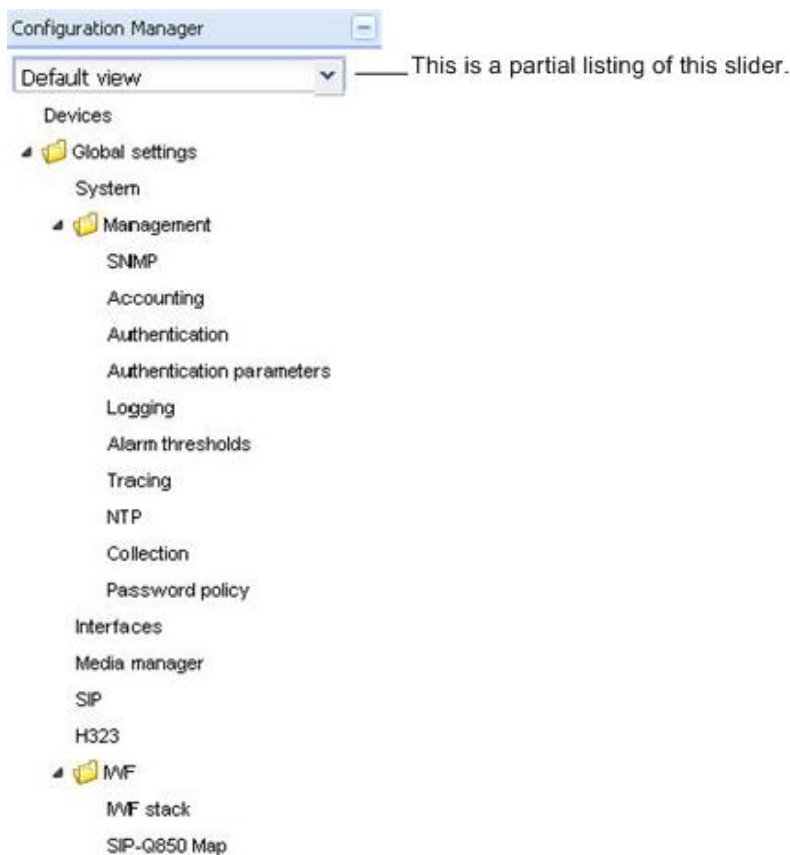 Configuration Manager
Default view
This is a partial listing of this slider.
Devices
Global settings
System
Management
SNMP
Accounting
Authentication
Authentication parameters
Logging
Alarm thresholds
Tracing
NTP
Collection
Password policy
Interfaces
Media manager
SIP
H323
IWF
IWF stack
SIP-Q850 Map